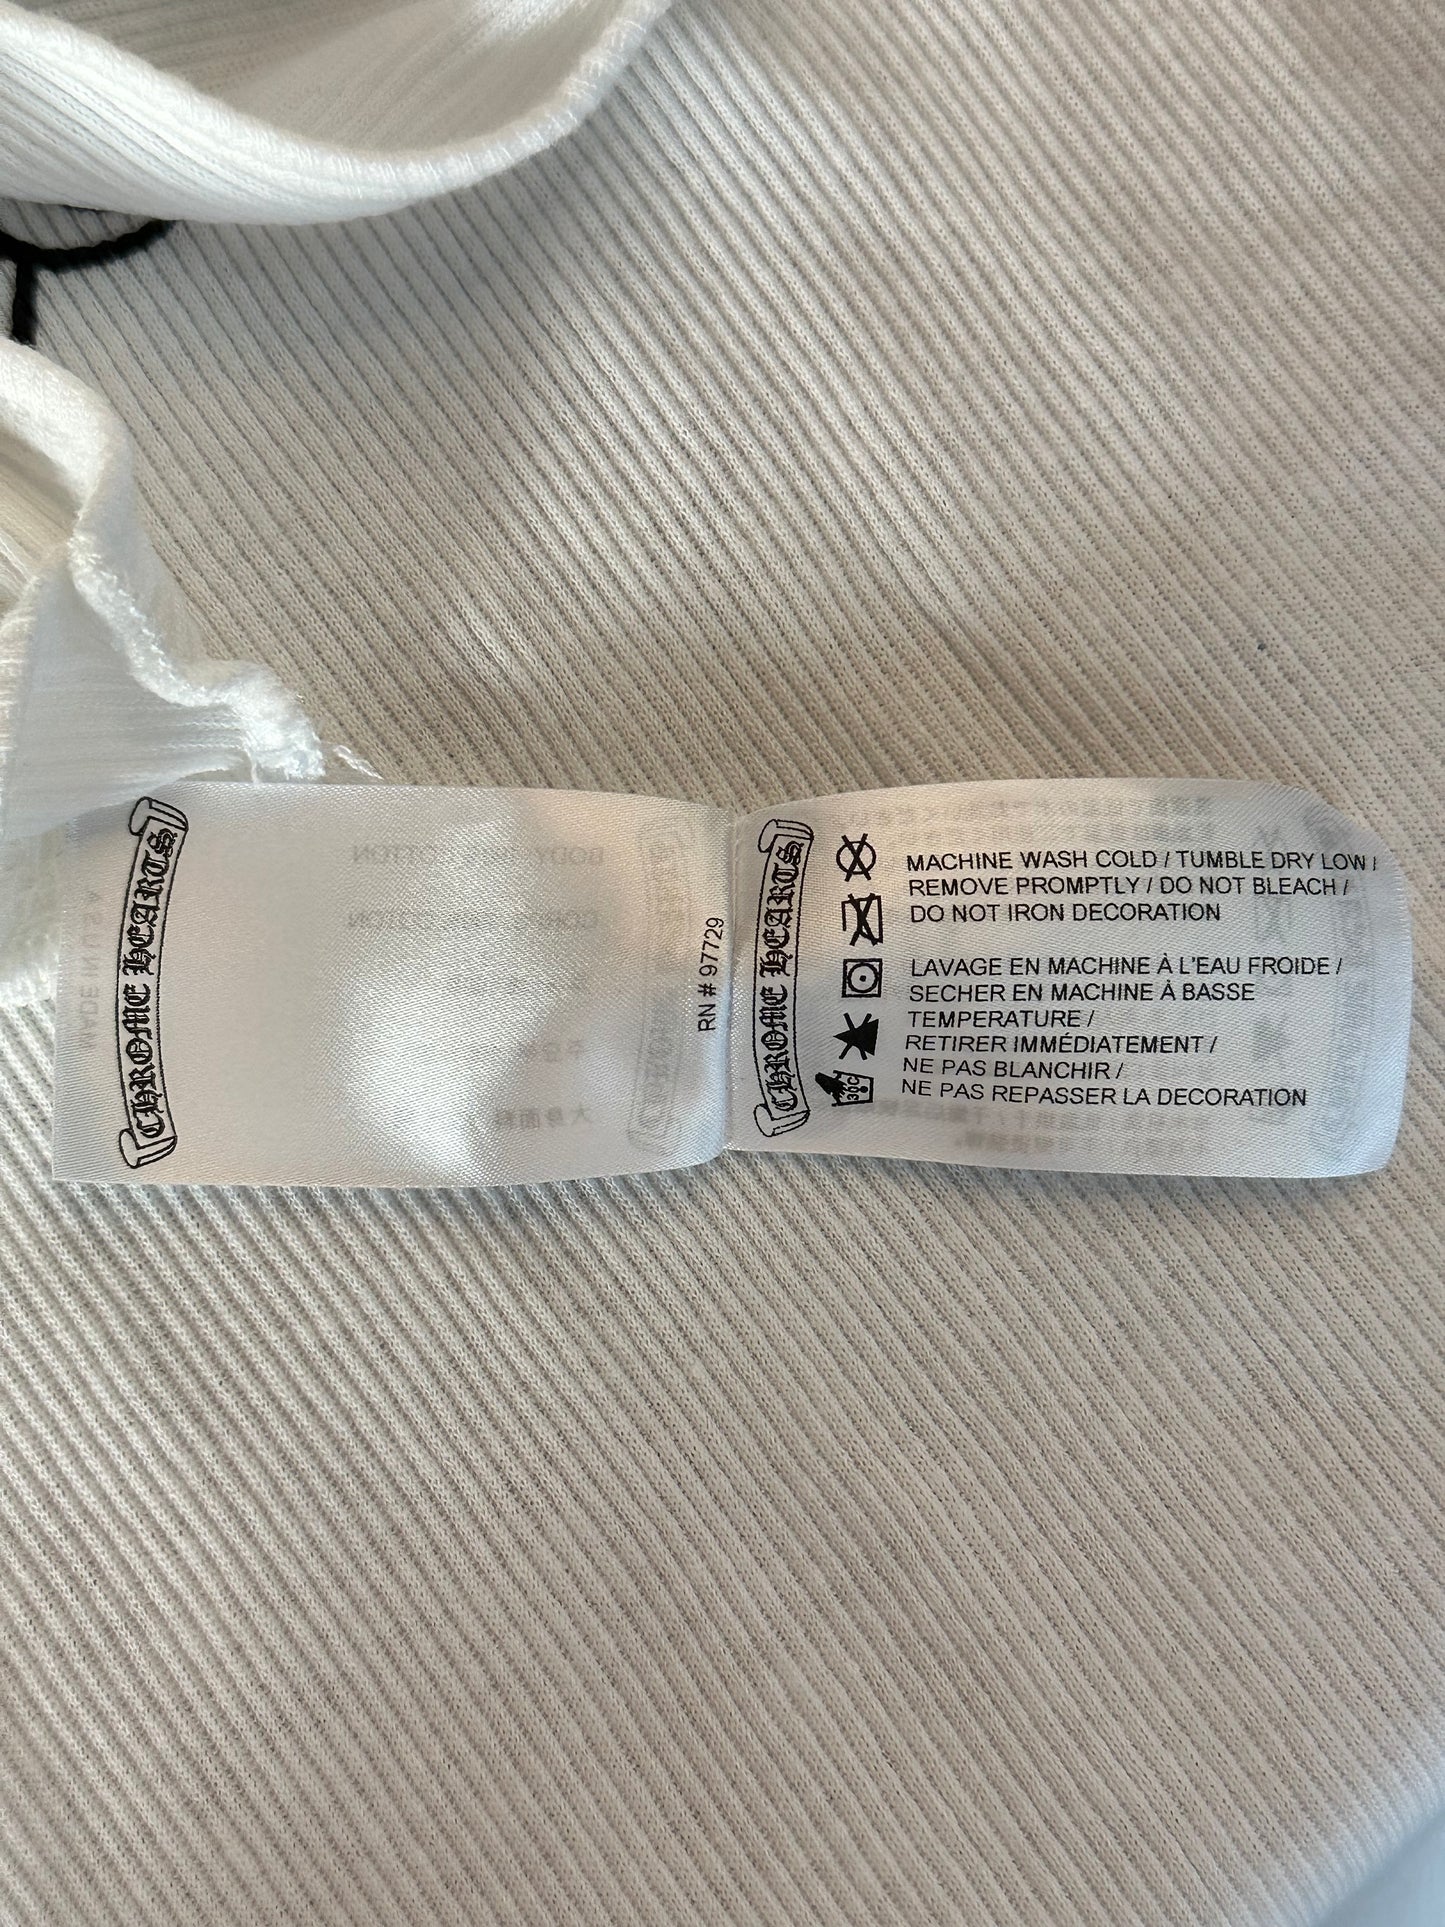 CHROME HEARTS
RN # 97729
CHROME HEARTS
MACHINE WASH COLD / TUMBLE DRY LOW /
REMOVE PROMPTLY / DO NOT BLEACH /
DO NOT IRON DECORATION
LAVAGE EN MACHINE À L'EAU FROIDE /
SECHER EN MACHINE À BASSE
TEMPERATURE /
RETIRER IMMÉDIATEMENT /
NE PAS BLANCHIR /
NE PAS REPASSER LA DECORATION
30C